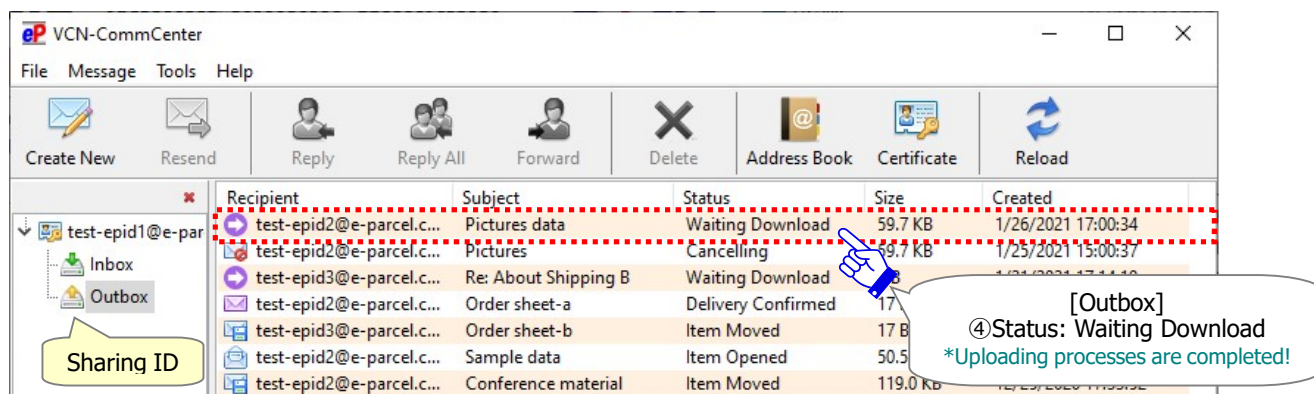 eP VCN-CommCenter
File Message Tools Help
Create New Resend Reply Reply All Forward Delete Address Book Certificate Reload
Recipient Subject Status Size Created
test-epid1@e-par
Inbox
Outbox
Sharing ID
test-epid2@e-parcel.c... Pictures data Waiting Download 59.7 KB 1/26/2021 17:00:34
test-epid2@e-parcel.c... Pictures Cancelling 59.7 KB 1/25/2021 15:00:37
test-epid3@e-parcel.c... Re: About Shipping B Waiting Download
test-epid2@e-parcel.c... Order sheet-a Delivery Confirmed 17
test-epid3@e-parcel.c... Order sheet-b Item Moved 17 B
test-epid2@e-parcel.c... Sample data Item Opened 50.5
test-epid2@e-parcel.c... Conference material Item Moved 119.0 KB
[Outbox]
④Status: Waiting Download
*Uploading processes are completed!